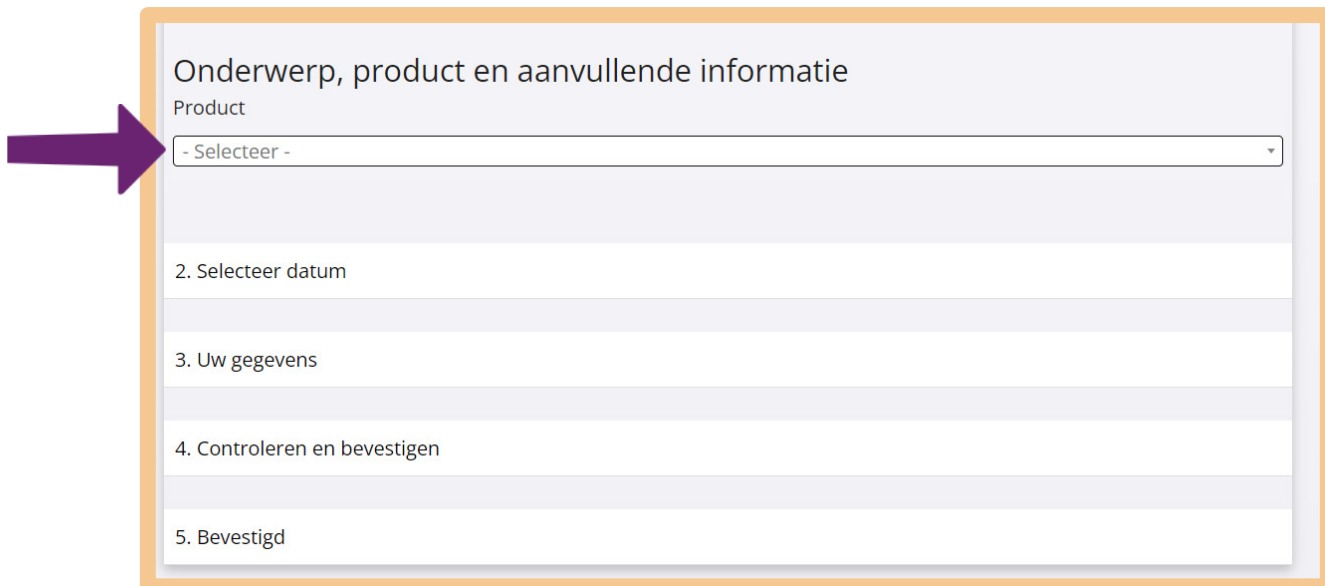 Onderwerp, product en aanvullende informatie
Product
- Selecteer -
2. Selecteer datum
3. Uw gegevens
4. Controleren en bevestigen
5. Bevestigd